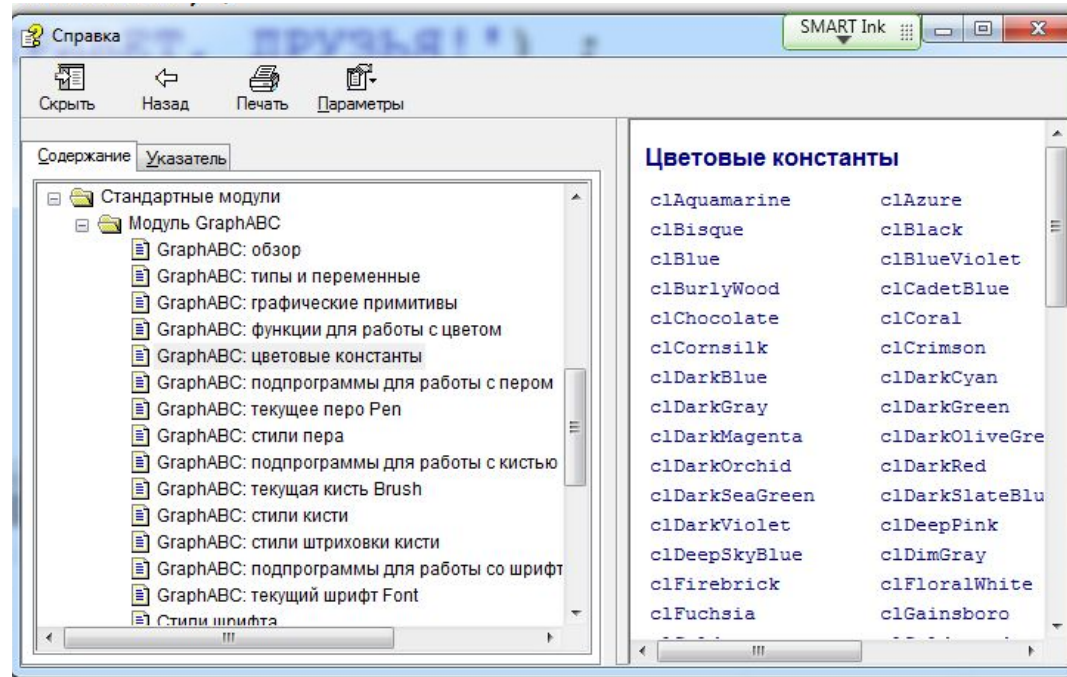 Справка
SMART Ink
ДРУЗЬЯ!') ;
Скрыть Назад Печать Параметры
Содержание Указатель
Стандартные модули
Модуль GraphABC
GraphABC: обзор
GraphABC: типы и переменные
GraphABC: графические примитивы
GraphABC: функции для работы с цветом
GraphABC: цветовые константы
GraphABC: подпрограммы для работы с пером
GraphABC: текущее перо Pen
GraphABC: стили пера
GraphABC: подпрограммы для работы с кистью
GraphABC: текущая кисть Brush
GraphABC: стили кисти
GraphABC: стили штриховки кисти
GraphABC: подпрограммы для работы со шрифт
GraphABC: текущий шрифт Font
Стили шрифта
Цветовые константы
clAquamarine clAzure
clBisque clBlack
clBlue clBlueViolet
clBurlyWood clCadetBlue
clChocolate clCoral
clCornsilk clCrimson
clDarkBlue clDarkCyan
clDarkGray clDarkGreen
clDarkMagenta clDarkOliveGre
clDarkOrchid clDarkRed
clDarkSeaGreen clDarkSlateBlu
clDarkViolet clDeepPink
clDeepSkyBlue clDimGray
clFirebrick clFloralWhite
clFuchsia clGainsboro